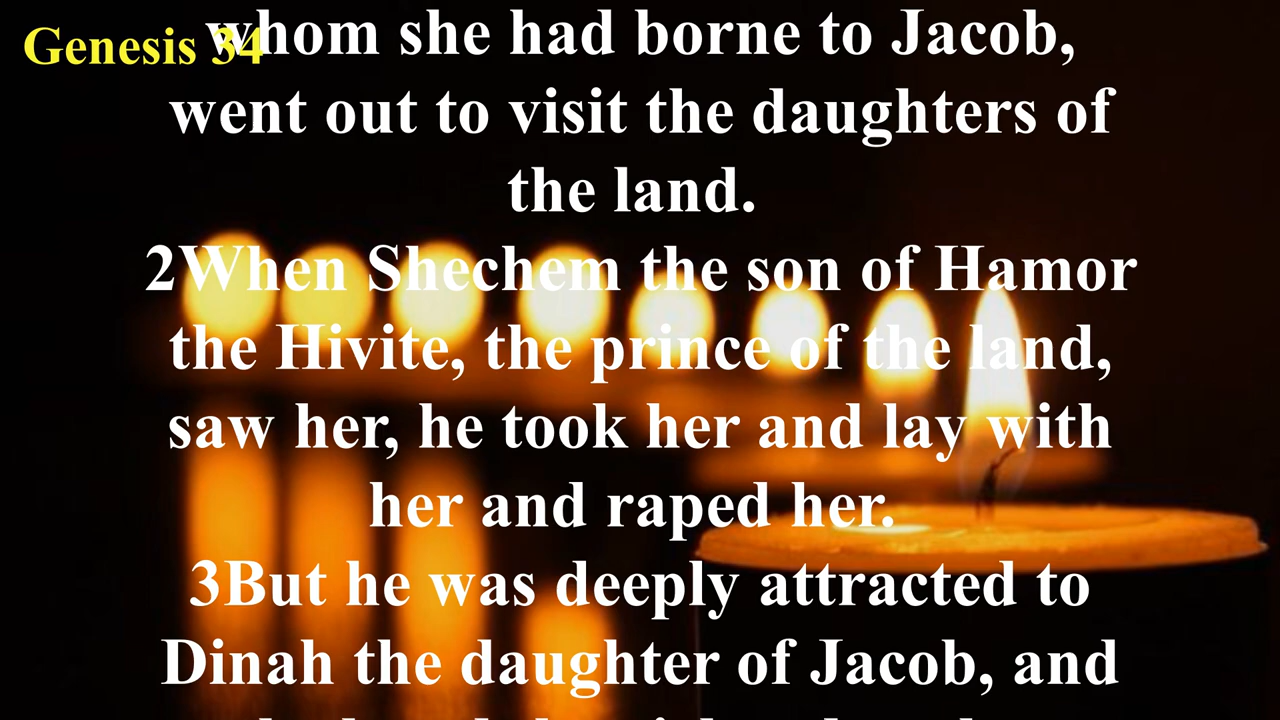 Genesis 34
whom she had borne to Jacob,
went out to visit the daughters of
the land.
2When Shechem the son of Hamor
the Hivite, the prince of the land,
saw her, he took her and lay with
her and raped her.
3But he was deeply attracted to
Dinah the daughter of Jacob, and